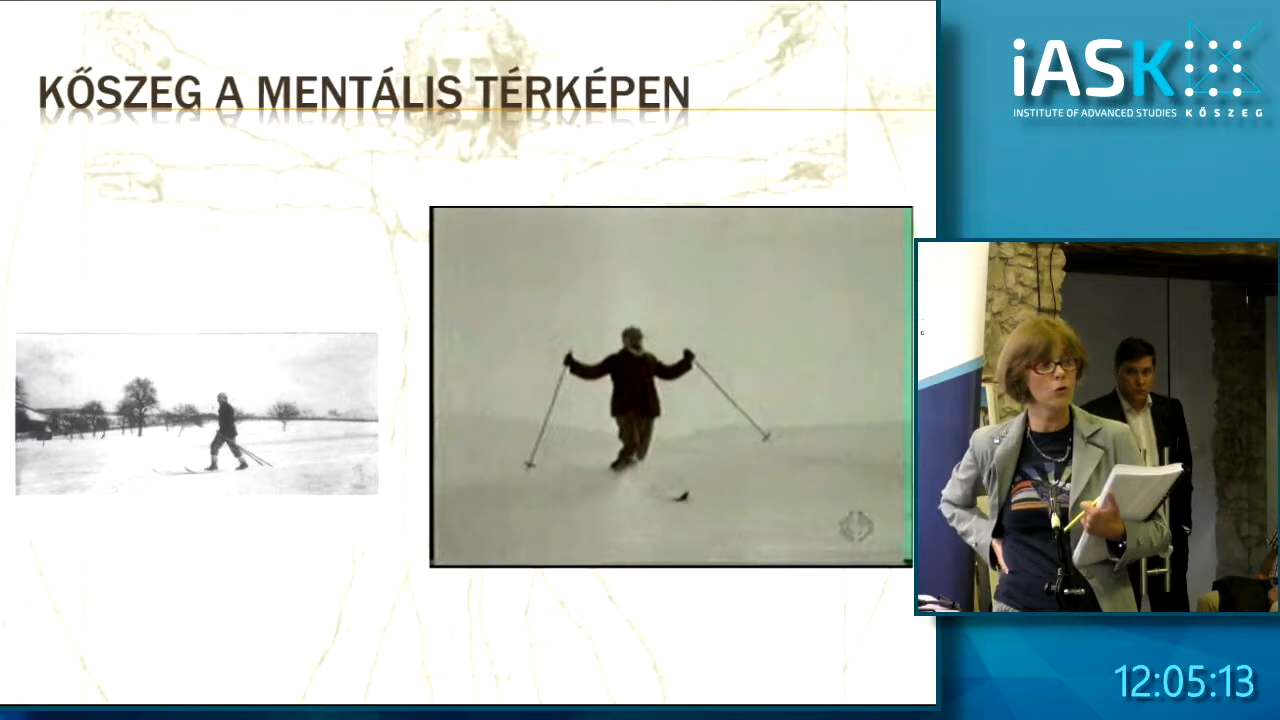 KŐSZEG A MENTÁLIS TÉRKÉPEN
iASK
INSTITUTE OF ADVANCED STUDIES KŐSZEG
12:05:13